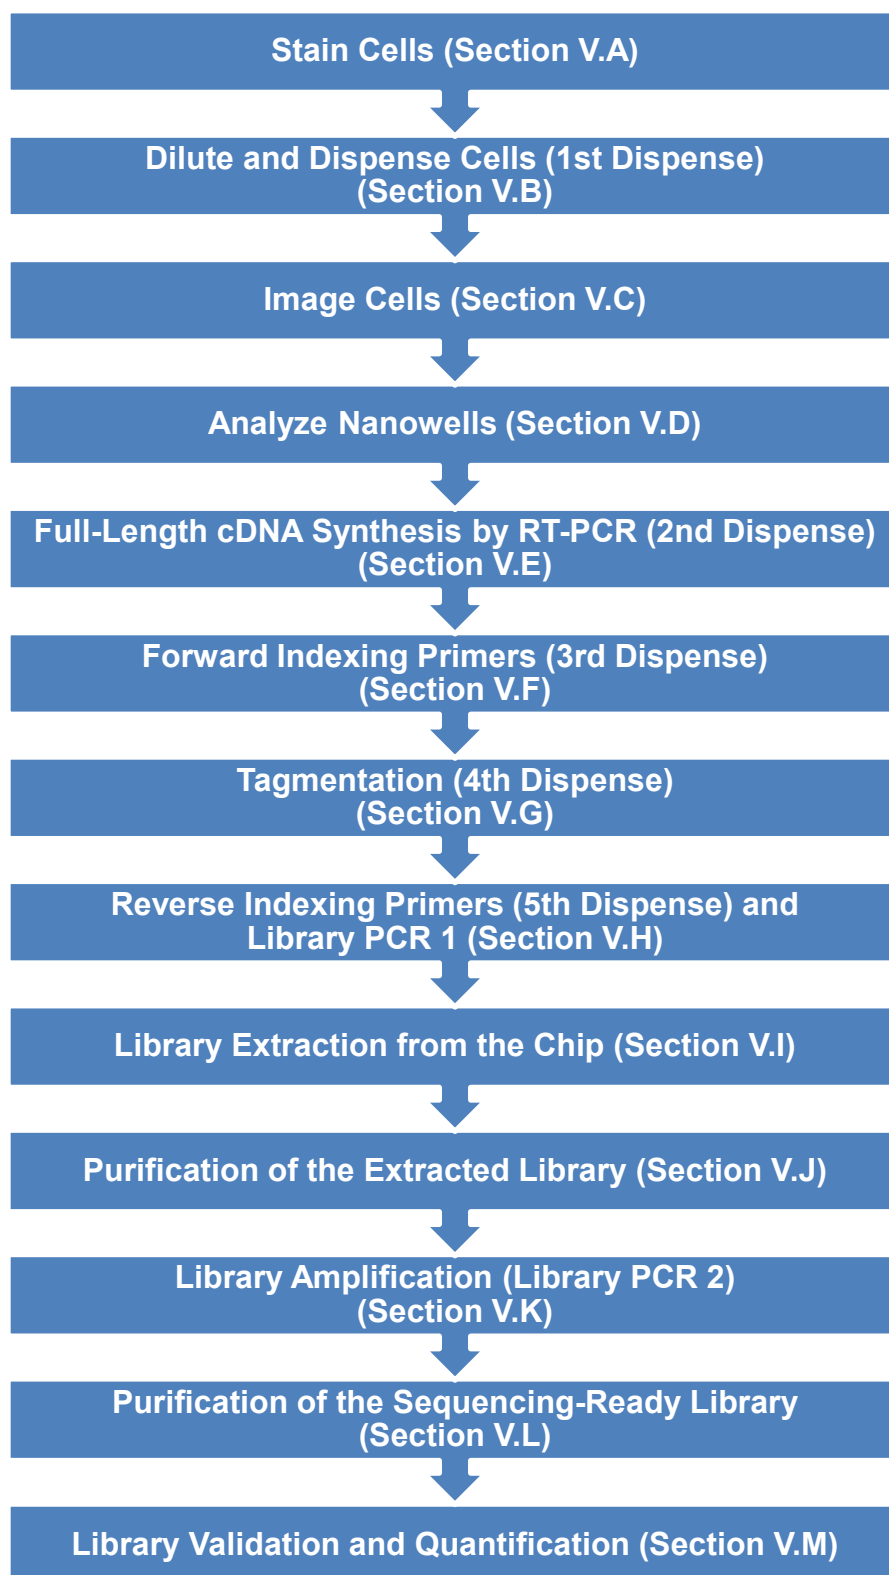 Stain Cells (Section V.A)
Dilute and Dispense Cells (1st Dispense)
(Section V.B)
Image Cells (Section V.C)
Analyze Nanowells (Section V.D)
Full-Length cDNA Synthesis by RT-PCR (2nd Dispense)
(Section V.E)
Forward Indexing Primers (3rd Dispense)
(Section V.F)
Tagmentation (4th Dispense)
(Section V.G)
Reverse Indexing Primers (5th Dispense) and
Library PCR 1 (Section V.H)
Library Extraction from the Chip (Section V.I)
Purification of the Extracted Library (Section V.J)
Library Amplification (Library PCR 2)
(Section V.K)
Purification of the Sequencing-Ready Library
(Section V.L)
Library Validation and Quantification (Section V.M)